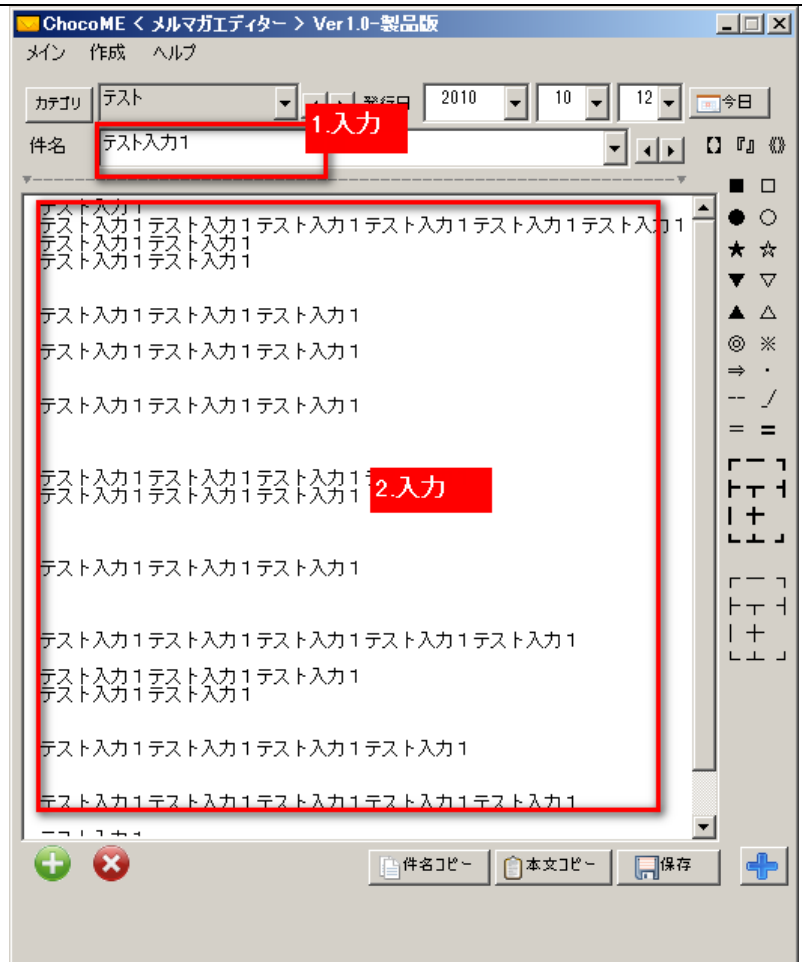 ChocoME < メルマガエディター > Ver1.0-製品版
メイン 作成 ヘルプ
カテゴリ テスト 発行日 2010 10 12 今日
1.入力
件名 テスト入力1 【】 『』 《》
■ □
● ○
★ ☆
▼ ▽
▲ △
◎ ※
⇒ ・
-- _/
= =
テスト入力1
テスト入力1テスト入力1テスト入力1テスト入力1テスト入力1テスト入力1
テスト入力1テスト入力1
テスト入力1テスト入力1
テスト入力1テスト入力1テスト入力1
テスト入力1テスト入力1テスト入力1
テスト入力1テスト入力1テスト入力1
テスト入力1テスト入力1テスト入力1
2.入力
テスト入力1テスト入力1テスト入力1
テスト入力1テスト入力1テスト入力1
テスト入力1テスト入力1テスト入力1テスト入力1テスト入力1
テスト入力1テスト入力1テスト入力1
テスト入力1テスト入力1
テスト入力1テスト入力1テスト入力1テスト入力1
テスト入力1テスト入力1テスト入力1テスト入力1テスト入力1
件名コピー 本文コピー 保存